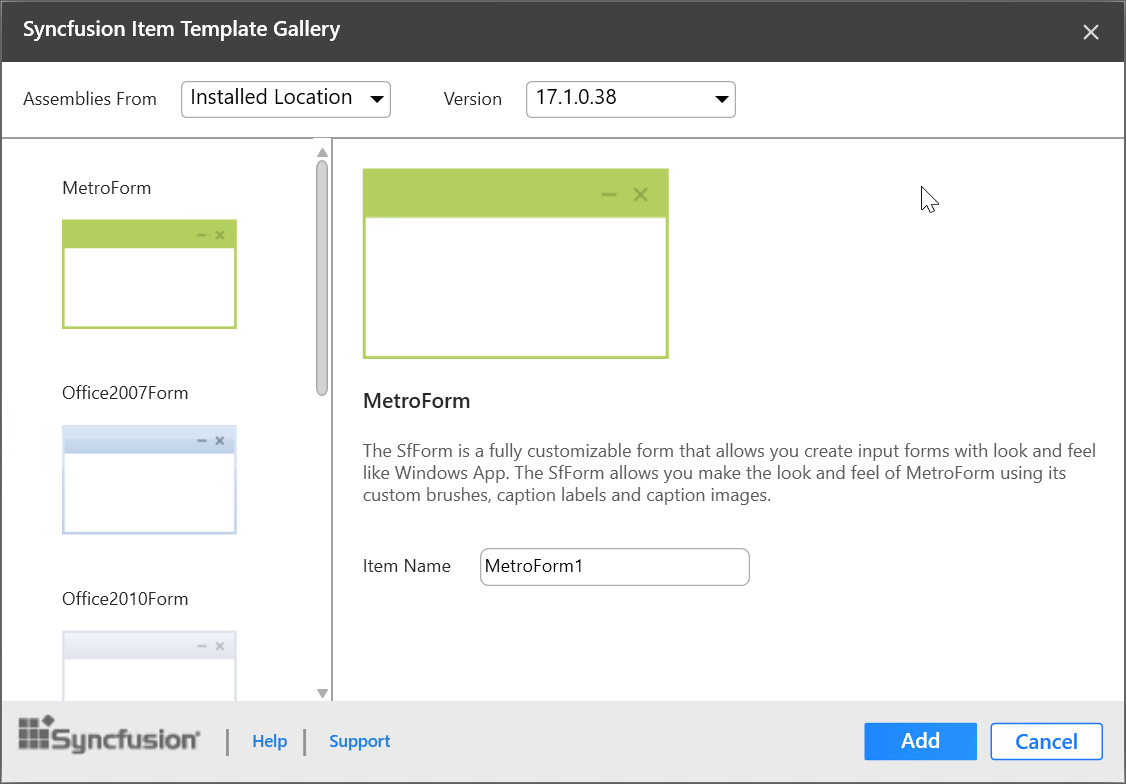 Syncfusion Item Template Gallery
Assemblies From Installed Location Version 17.1.0.38
MetroForm
Office2007Form
Office2010Form
MetroForm
The SfForm is a fully customizable form that allows you create input forms with look and feel
like Windows App. The SfForm allows you make the look and feel of MetroForm using its
custom brushes, caption labels and caption images.
Item Name MetroForm1
Syncfusion | Help | Support Add Cancel